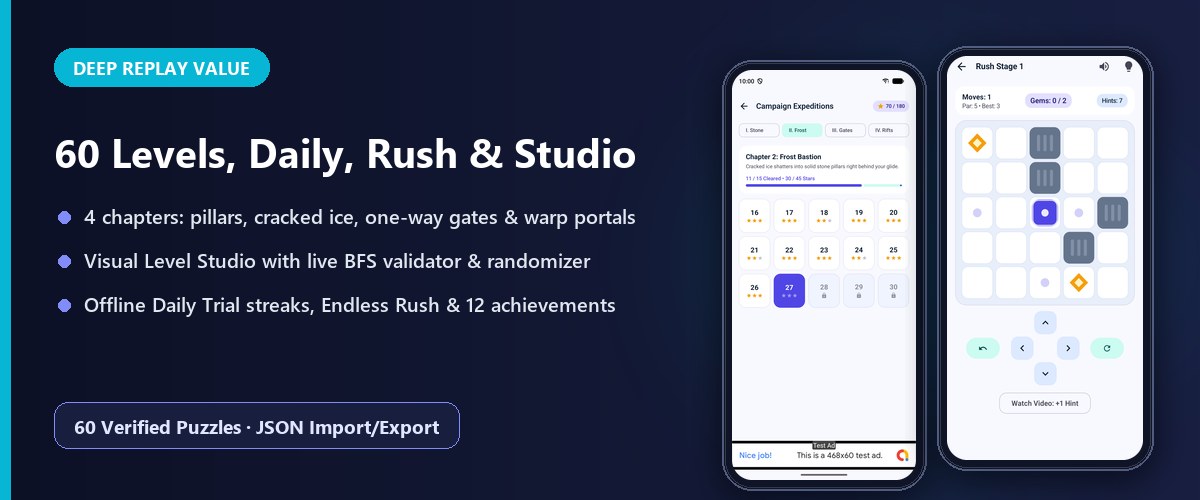 DEEP REPLAY VALUE
60 Levels, Daily, Rush & Studio
4 chapters: pillars, cracked ice, one-way gates & warp portals
Visual Level Studio with live BFS validator & randomizer
Offline Daily Trial streaks, Endless Rush & 12 achievements
60 Verified Puzzles · JSON Import/Export
10:00
Campaign Expeditions
70 / 180
I. Stone
II. Frost
III. Gates
IV. Rifts
Chapter 2: Frost Bastion
Cracked ice shatters into solid stone pillars right behind your glide.
11 / 15 Cleared • 30 / 45 Stars
16 17 18 19 20
21 22 23 24 25
26 27 28 29 30
Test Ad
Nice job!
This is a 468x60 test ad.
Rush Stage 1
Moves: 1
Par: 5 • Best: 3
Gems: 0 / 2
Hints: 7
Watch Video: +1 Hint